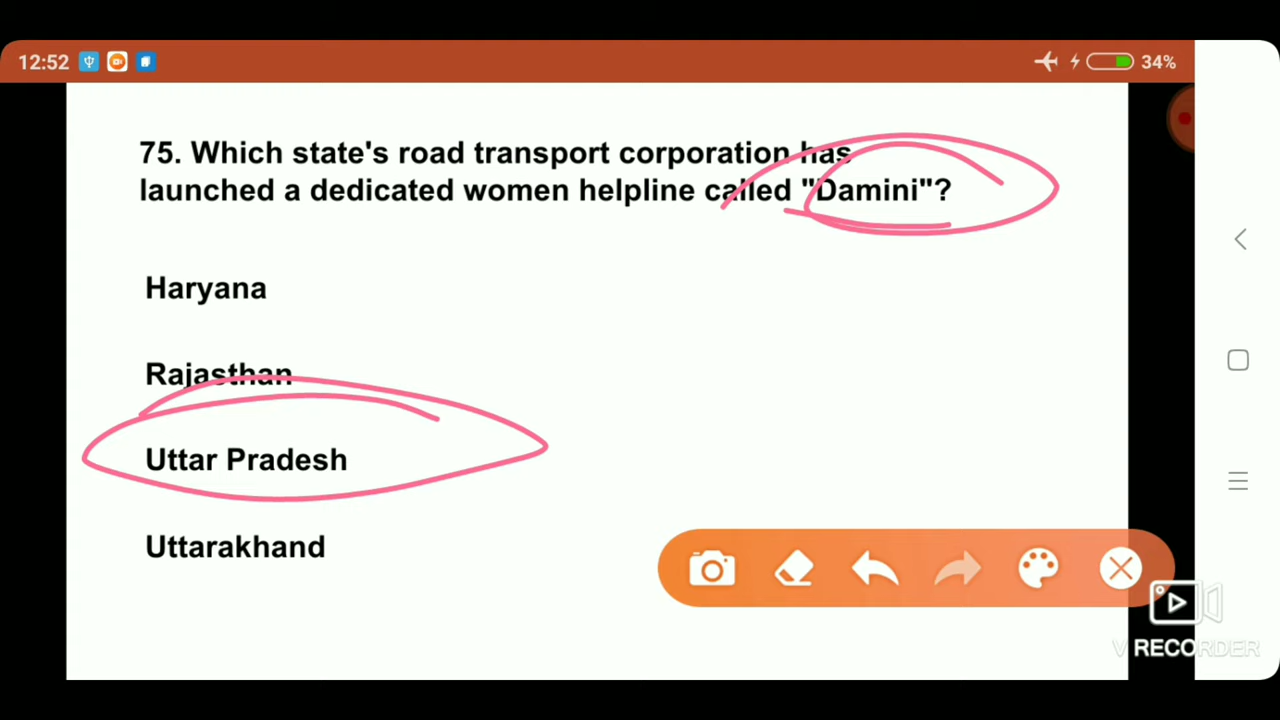 12:52 34%
75. Which state's road transport corporation has
launched a dedicated women helpline called "Damini"?
Haryana
Rajasthan
Uttar Pradesh
Uttarakhand
V RECORDER